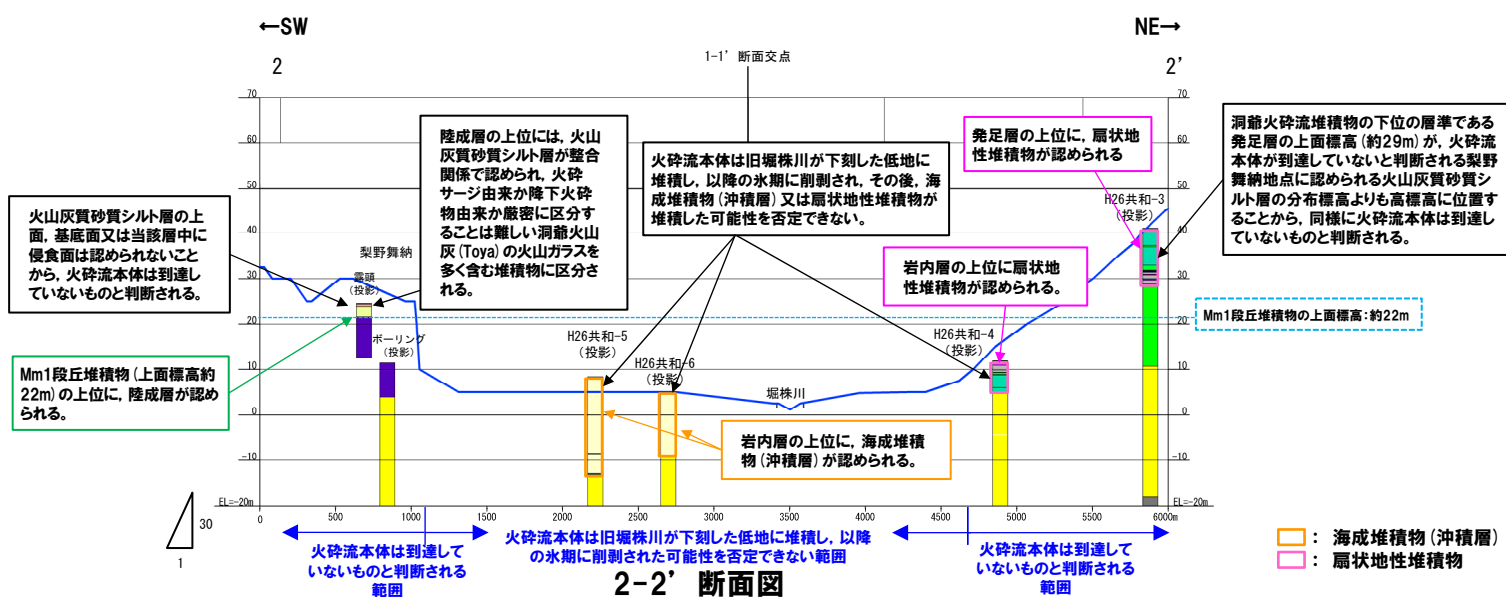 ←SW
NE→
2
1-1’断面交点
2’
火山灰質砂質シルト層の上
面，基底面又は当該層中に
侵食面は認められないこと
から，火砕流本体は到達し
ていないものと判断される。
Mm1段丘堆積物（上面標高約
22m）の上位に，陸成層が認め
られる。
陸成層の上位には，火山
灰質砂質シルト層が整合
関係で認められ，火砕
サージ由来か降下火砕
物由来か厳密に区分す
ることは難しい洞爺火山
灰（Toya）の火山ガラスを
多く含む堆積物に区分さ
れる。
火砕流本体は旧堀株川が下刻した低地に
堆積し，以降の氷期に削剥され，その後，海
成堆積物（沖積層）又は扇状地性堆積物が
堆積した可能性を否定できない。
発足層の上位に，扇状地
性堆積物が認められる
岩内層の上位に扇状地
性堆積物が認められる。
洞爺火砕流堆積物の下位の層準である
発足層の上面標高（約29m）が，火砕流
本体が到達していないと判断される梨野
舞納地点に認められる火山灰質砂質シ
ルト層の分布標高よりも高標高に位置す
ることから，同様に火砕流本体は到達し
ていないものと判断される。
岩内層の上位に，海成堆積
物（沖積層）が認められる。
Mm1段丘堆積物の上面標高：約22m
梨野舞納
露頭
（投影）
ボーリング
（投影）
H26共和-5
（投影）
H26共和-6
（投影）
堀株川
H26共和-4
（投影）
H26共和-3
（投影）
70
60
50
40
30
20
10
0
-10
EL=-20m
70
60
50
40
30
20
10
0
-10
EL=-20m
0 500 1000 1500 2000 2500 3000 3500 4000 4500 5000 5500 6000m
30
1
火砕流本体は到達して
いないものと判断される
範囲
火砕流本体は旧堀株川が下刻した低地に堆積し，以降
の氷期に削剥された可能性を否定できない範囲
火砕流本体は到達して
いないものと判断される
範囲
2-2’ 断面図
：海成堆積物（沖積層）
：扇状地性堆積物